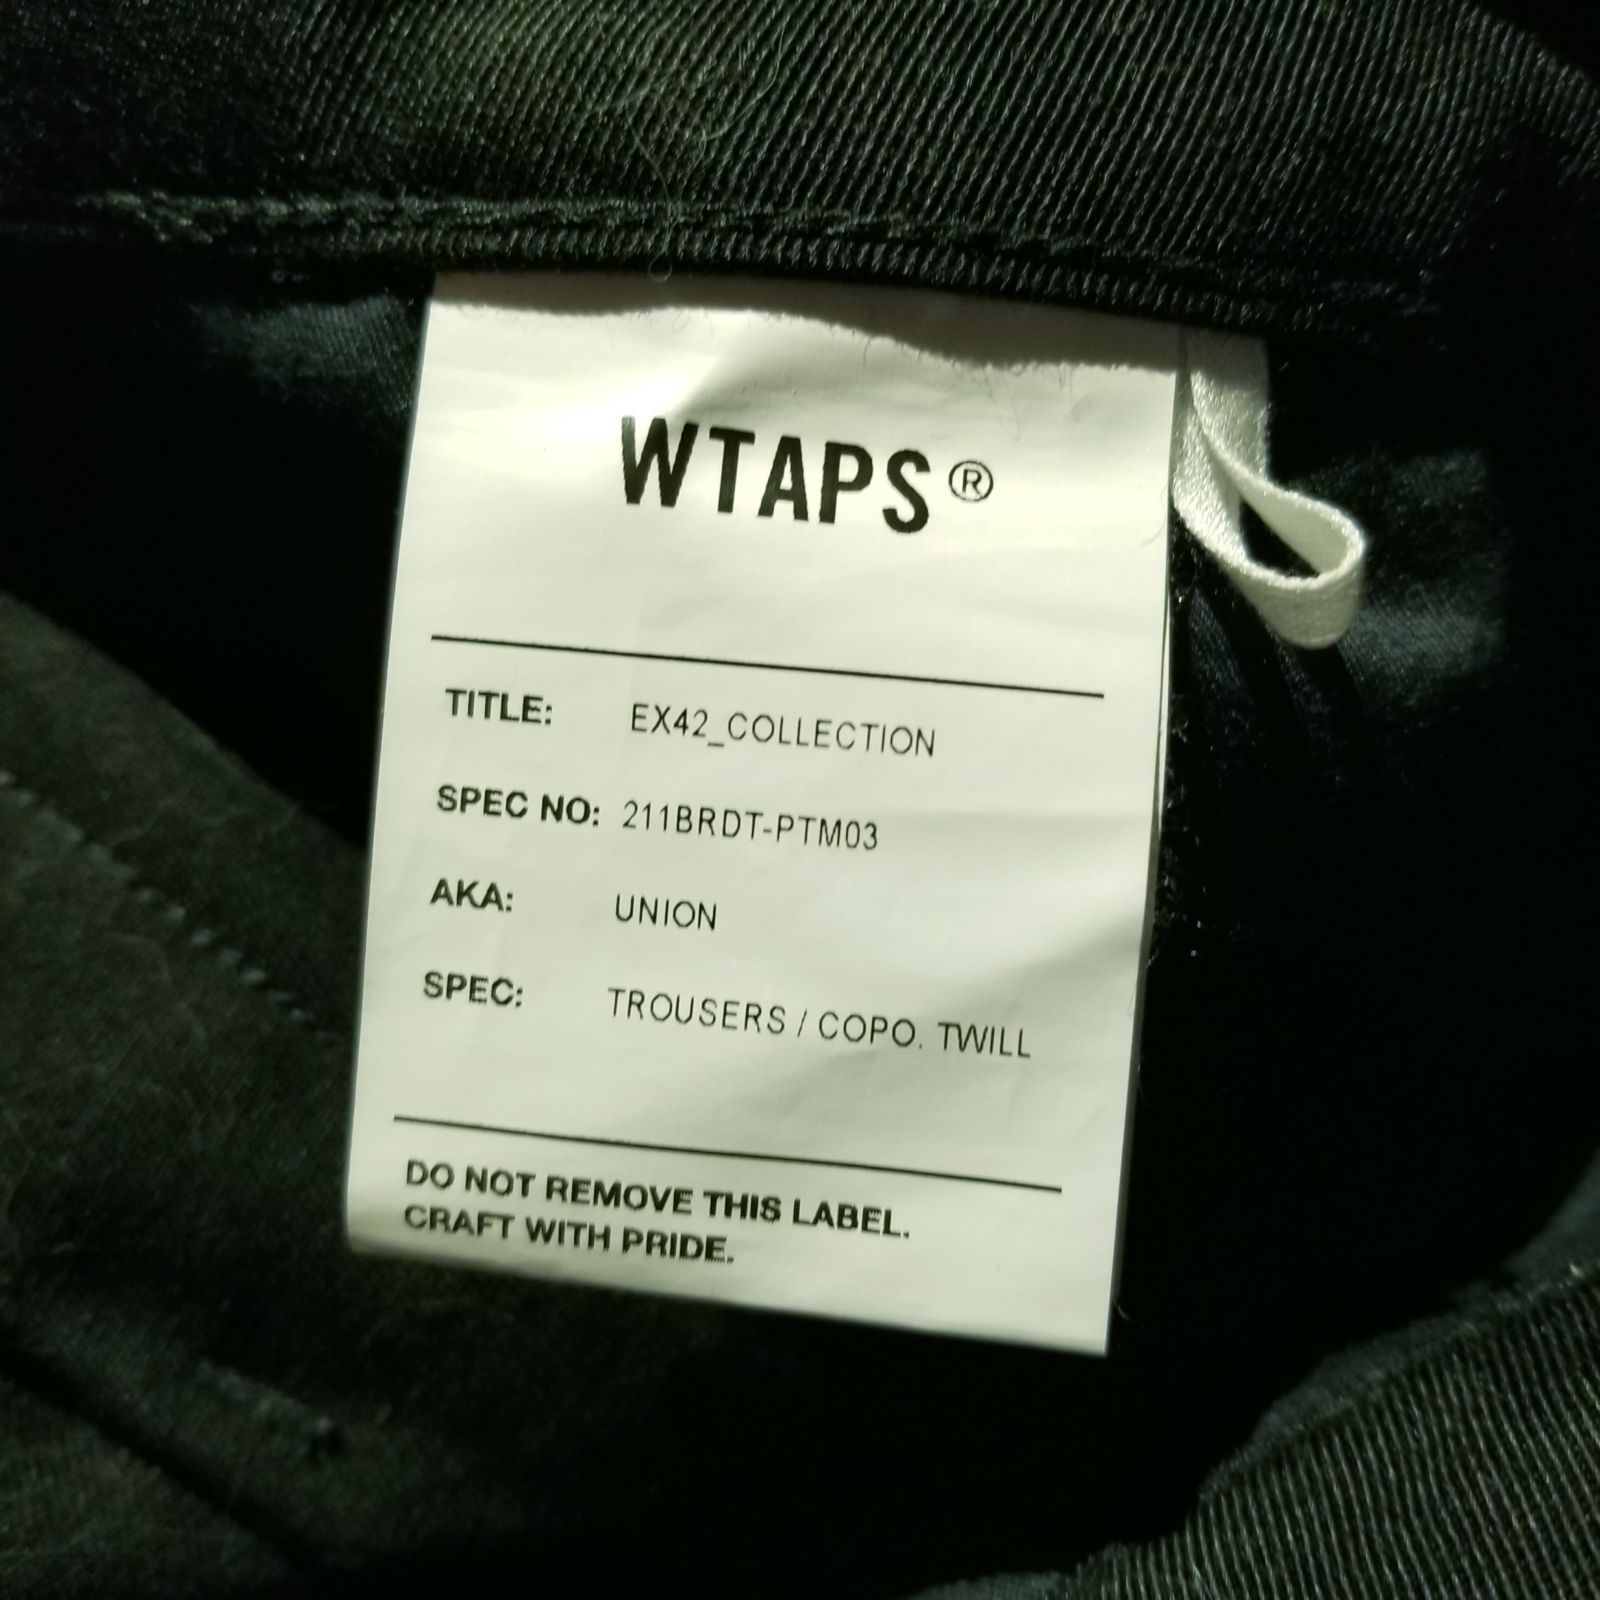 WTAPS®
TITLE: EX42_COLLECTION
SPEC NO: 211BRDT-PTM03
AKA: UNION
SPEC: TROUSERS / COPO. TWILL
DO NOT REMOVE THIS LABEL.
CRAFT WITH PRIDE.